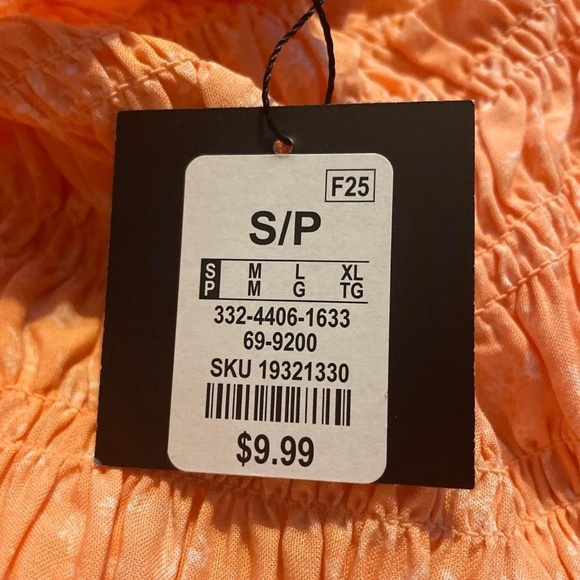 F25
S/P
S M L XL
P M G TG
332-4406-1633
69-9200
SKU 19321330
$9.99